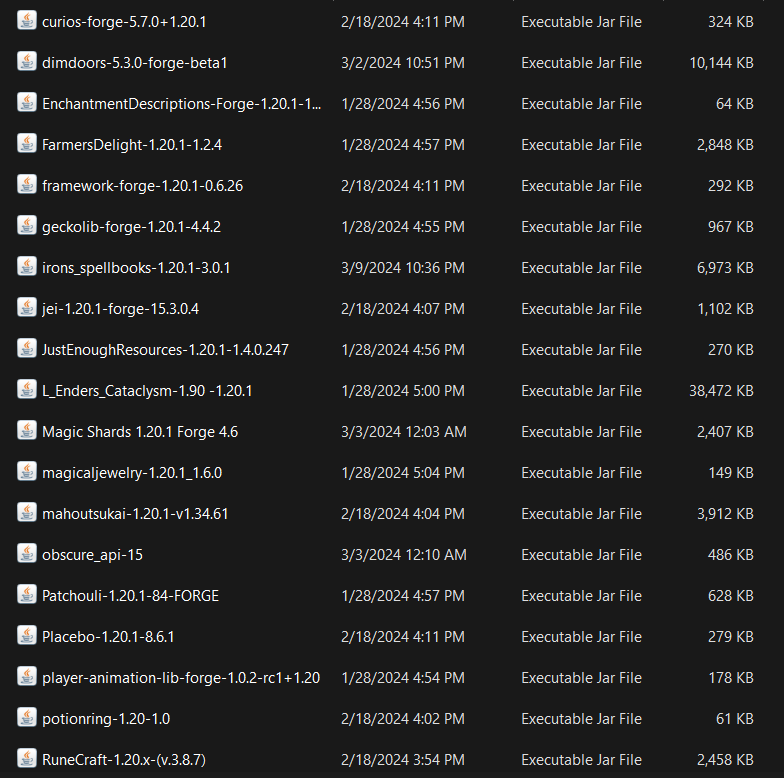 curios-forge-5.7.0+1.20.1 2/18/2024 4:11 PM Executable Jar File 324 KB
dimdoors-5.3.0-forge-beta1 3/2/2024 10:51 PM Executable Jar File 10,144 KB
EnchantmentDescriptions-Forge-1.20.1-1... 1/28/2024 4:56 PM Executable Jar File 64 KB
FarmersDelight-1.20.1-1.2.4 1/28/2024 4:57 PM Executable Jar File 2,848 KB
framework-forge-1.20.1-0.6.26 2/18/2024 4:11 PM Executable Jar File 292 KB
geckolib-forge-1.20.1-4.4.2 1/28/2024 4:55 PM Executable Jar File 967 KB
irons_spellbooks-1.20.1-3.0.1 3/9/2024 10:36 PM Executable Jar File 6,973 KB
jei-1.20.1-forge-15.3.0.4 2/18/2024 4:07 PM Executable Jar File 1,102 KB
JustEnoughResources-1.20.1-1.4.0.247 1/28/2024 4:56 PM Executable Jar File 270 KB
L_Enders_Cataclysm-1.90 -1.20.1 1/28/2024 5:00 PM Executable Jar File 38,472 KB
Magic Shards 1.20.1 Forge 4.6 3/3/2024 12:03 AM Executable Jar File 2,407 KB
magicaljewelry-1.20.1_1.6.0 1/28/2024 5:04 PM Executable Jar File 149 KB
mahoutsukai-1.20.1-v1.34.61 2/18/2024 4:04 PM Executable Jar File 3,912 KB
obscure_api-15 3/3/2024 12:10 AM Executable Jar File 486 KB
Patchouli-1.20.1-84-FORGE 1/28/2024 4:57 PM Executable Jar File 628 KB
Placebo-1.20.1-8.6.1 2/18/2024 4:11 PM Executable Jar File 279 KB
player-animation-lib-forge-1.0.2-rc1+1.20 1/28/2024 4:54 PM Executable Jar File 178 KB
potionring-1.20-1.0 2/18/2024 4:02 PM Executable Jar File 61 KB
RuneCraft-1.20.x-(v.3.8.7) 2/18/2024 3:54 PM Executable Jar File 2,458 KB